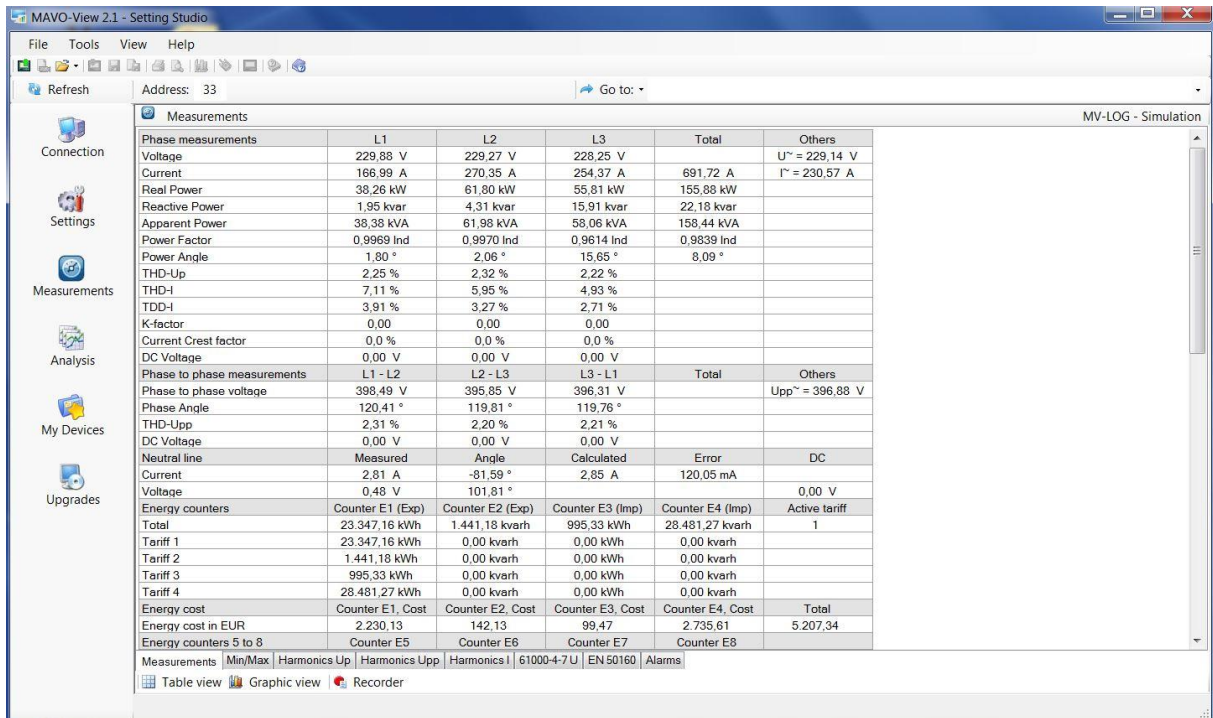 MAVO-View 2.1 - Setting Studio
File Tools View Help
Refresh Address: 33 Go to:
Measurements MV-LOG - Simulation
Connection
Settings
Measurements
Analysis
My Devices
Upgrades
Phase measurements L1 L2 L3 Total Others
Voltage 229,88 V 229,27 V 228,25 V U~ = 229,14 V
Current 166,99 A 270,35 A 254,37 A 691,72 A I~ = 230,57 A
Real Power 38,26 kW 61,80 kW 55,81 kW 155,88 kW
Reactive Power 1,95 kvar 4,31 kvar 15,91 kvar 22,18 kvar
Apparent Power 38,38 kVA 61,98 kVA 58,06 kVA 158,44 kVA
Power Factor 0,9969 Ind 0,9970 Ind 0,9614 Ind 0,9839 Ind
Power Angle 1,80 ° 2,06 ° 15,65 ° 8,09 °
THD-Up 2,25 % 2,32 % 2,22 %
THD-I 7,11 % 5,95 % 4,93 %
TDD-I 3,91 % 3,27 % 2,71 %
K-factor 0,00 0,00 0,00
Current Crest factor 0,0 % 0,0 % 0,0 %
DC Voltage 0,00 V 0,00 V 0,00 V
Phase to phase measurements L1 - L2 L2 - L3 L3 - L1 Total Others
Phase to phase voltage 398,49 V 395,85 V 396,31 V Upp~ = 396,88 V
Phase Angle 120,41 ° 119,81 ° 119,76 °
THD-Upp 2,31 % 2,20 % 2,21 %
DC Voltage 0,00 V 0,00 V 0,00 V
Neutral line Measured Angle Calculated Error DC
Current 2,81 A -81,59 ° 2,85 A 120,05 mA
Voltage 0,48 V 101,81 ° 0,00 V
Energy counters Counter E1 (Exp) Counter E2 (Exp) Counter E3 (Imp) Counter E4 (Imp) Active tariff
Total 23.347,16 kWh 1.441,18 kvarh 995,33 kWh 28.481,27 kvarh 1
Tariff 1 23.347,16 kWh 0,00 kvarh 0,00 kWh 0,00 kvarh
Tariff 2 1.441,18 kWh 0,00 kvarh 0,00 kWh 0,00 kvarh
Tariff 3 995,33 kWh 0,00 kvarh 0,00 kWh 0,00 kvarh
Tariff 4 28.481,27 kWh 0,00 kvarh 0,00 kWh 0,00 kvarh
Energy cost Counter E1, Cost Counter E2, Cost Counter E3, Cost Counter E4, Cost Total
Energy cost in EUR 2.230,13 142,13 99,47 2.735,61 5.207,34
Energy counters 5 to 8 Counter E5 Counter E6 Counter E7 Counter E8
Measurements Min/Max Harmonics Up Harmonics Upp Harmonics I 61000-4-7 U EN 50160 Alarms
Table view Graphic view Recorder